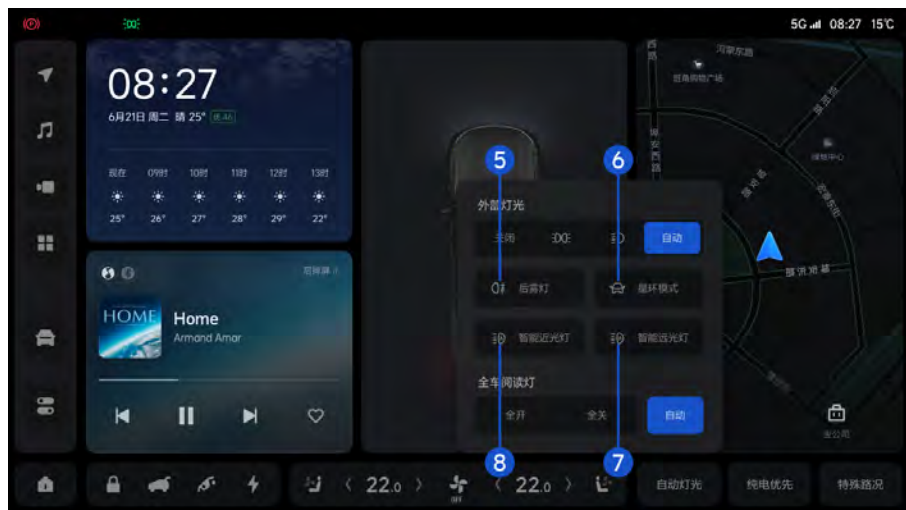 5G 08:27 15℃
08:27
6月21日 周二 晴 25°
现在 09时 10时 11时 12时 13时
25° 26° 27° 28° 29° 22°
HOME
Home
Armand Amar
5 6
外部灯光
关闭 自动
后雾灯 星环模式
智能近光灯 智能远光灯
全车阅读灯
全开 全关 自动
8 7
去公司
22.0 OFF 22.0 自动灯光 纯电优先 特殊路况